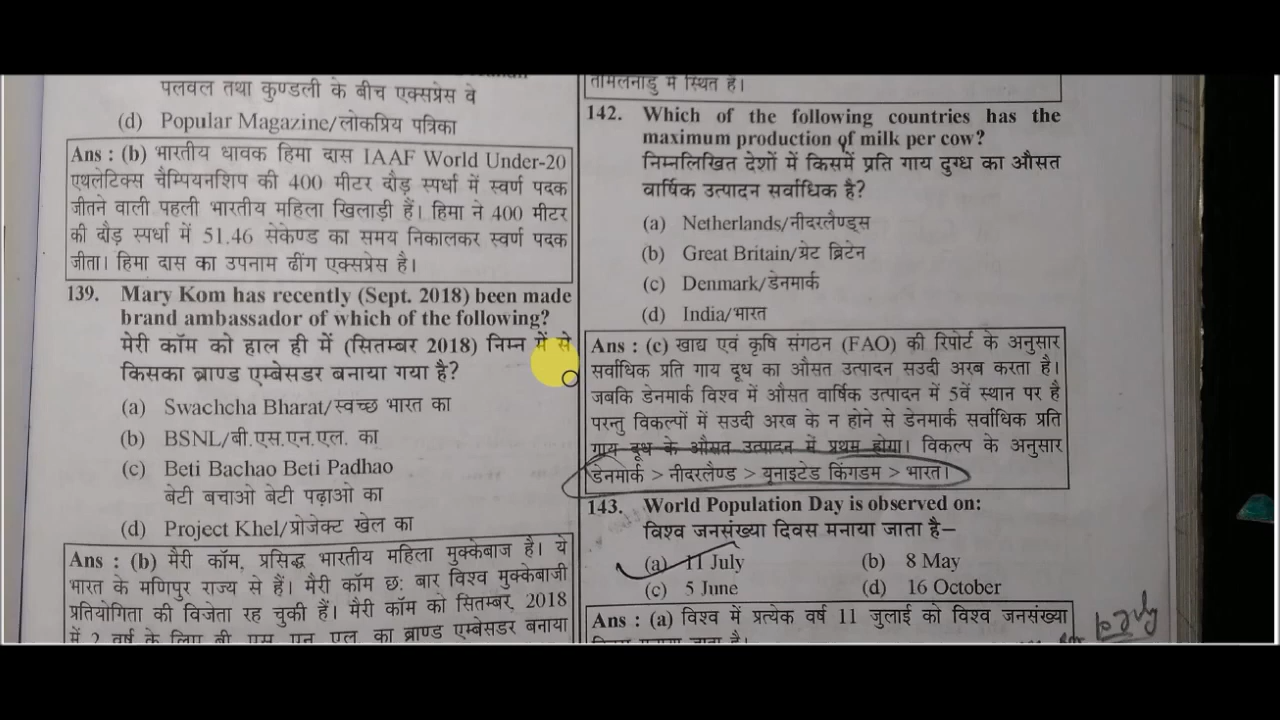 पलवल तथा कुण्डली के बीच एक्सप्रेस वे
(d) Popular Magazine/लोकप्रिय पत्रिका
Ans : (b) भारतीय धावक हिमा दास IAAF World Under-20
एथलेटिक्स चैम्पियनशिप की 400 मीटर दौड़ स्पर्धा में स्वर्ण पदक
जीतने वाली पहली भारतीय महिला खिलाड़ी हैं। हिमा ने 400 मीटर
की दौड़ स्पर्धा में 51.46 सेकेण्ड का समय निकालकर स्वर्ण पदक
जीता। हिमा दास का उपनाम ढींग एक्सप्रेस है।
139. Mary Kom has recently (Sept. 2018) been made
brand ambassador of which of the following?
मेरी कॉम को हाल ही में (सितम्बर 2018) निम्न में से
किसका ब्राण्ड एम्बेसडर बनाया गया है?
(a) Swachcha Bharat/स्वच्छ भारत का
(b) BSNL/बी.एस.एन.एल. का
(c) Beti Bachao Beti Padhao
बेटी बचाओ बेटी पढ़ाओ का
(d) Project Khel/प्रोजेक्ट खेल का
Ans : (b) मैरी कॉम, प्रसिद्ध भारतीय महिला मुक्केबाज है। ये
भारत के मणिपुर राज्य से हैं। मैरी कॉम छ: बार विश्व मुक्केबाजी
प्रतियोगिता की विजेता रह चुकी हैं। मैरी कॉम को सितम्बर, 2018
में 2 वर्ष के लिए बी. एस. एन. एल. का ब्राण्ड एम्बेसडर बनाया
तामिलनाडु में स्थित है।
142. Which of the following countries has the
maximum production of milk per cow?
निम्नलिखित देशों में किसमें प्रति गाय दुग्ध का औसत
वार्षिक उत्पादन सर्वाधिक है?
(a) Netherlands/नीदरलैण्ड्स
(b) Great Britain/ग्रेट ब्रिटेन
(c) Denmark/डेनमार्क
(d) India/भारत
Ans : (c) खाद्य एवं कृषि संगठन (FAO) की रिपोर्ट के अनुसार
सर्वाधिक प्रति गाय दूध का औसत उत्पादन सउदी अरब करता है।
जबकि डेनमार्क विश्व में औसत वार्षिक उत्पादन में 5वें स्थान पर है
परन्तु विकल्पों में सउदी अरब के न होने से डेनमार्क सर्वाधिक प्रति
गाय दूध के औसत उत्पादन में प्रथम होगा। विकल्प के अनुसार
डेनमार्क > नीदरलैण्ड > यूनाइटेड किंगडम > भारत।
143. World Population Day is observed on:
विश्व जनसंख्या दिवस मनाया जाता है–
(a) 11 July (b) 8 May
(c) 5 June (d) 16 October
Ans : (a) विश्व में प्रत्येक वर्ष 11 जुलाई को विश्व जनसंख्या